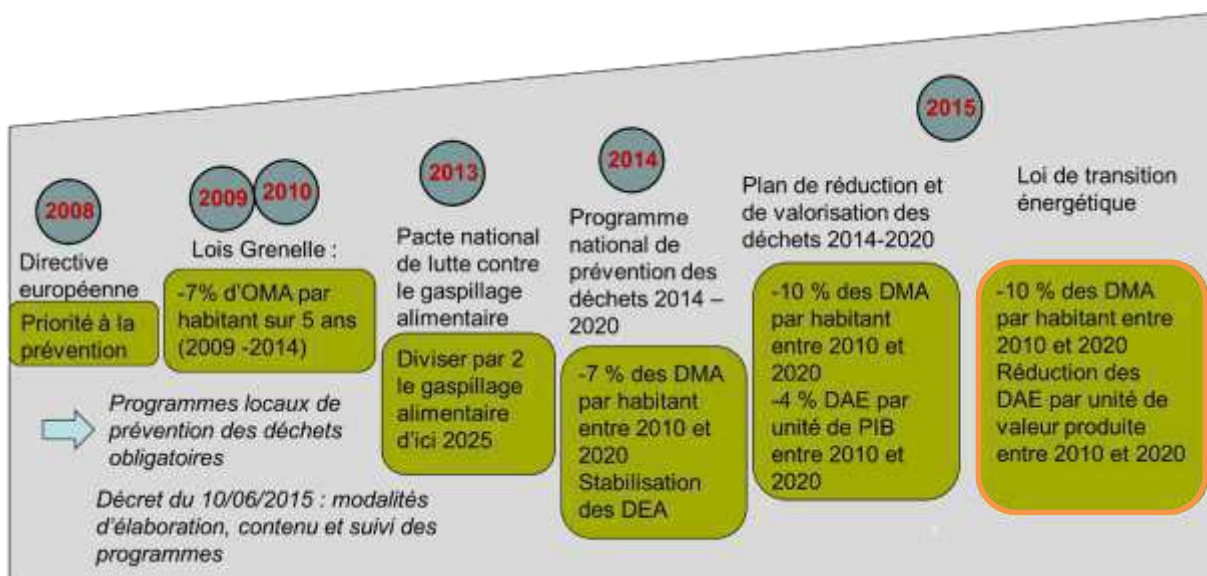 2008
Directive
européenne
Priorité à la
prévention
2009
2010
Lois Grenelle :
-7% d'OMA par
habitant sur 5 ans
(2009 -2014)
Programmes locaux de
prévention des déchets
obligatoires
Décret du 10/06/2015 : modalités
d'élaboration, contenu et suivi des
programmes
2013
Pacte national
de lutte contre
le gaspillage
alimentaire
Diviser par 2
le gaspillage
alimentaire
d'ici 2025
2014
Programme
national de
prévention des
déchets 2014 –
2020
-7 % des DMA
par habitant
entre 2010 et
2020
Stabilisation
des DEA
2015
Plan de réduction et
de valorisation des
déchets 2014-2020
-10 % des DMA
par habitant
entre 2010 et
2020
-4 % DAE par
unité de PIB
entre 2010 et
2020
Loi de transition
énergétique
-10 % des DMA
par habitant entre
2010 et 2020
Réduction des
DAE par unité de
valeur produite
entre 2010 et 2020